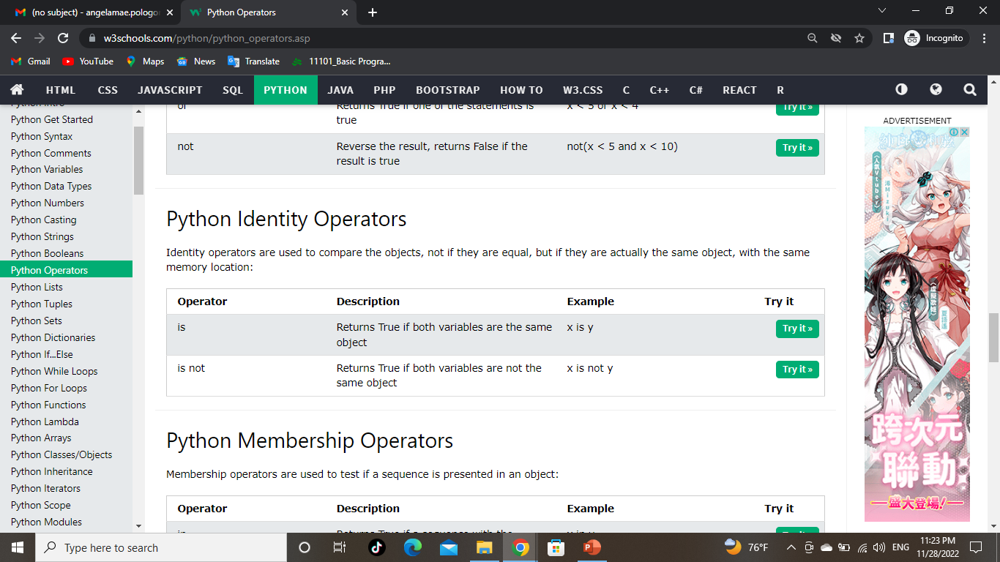 (no subject) - angelamae.pologo
Python Operators
w3schools.com/python/python_operators.asp
Incognito
Gmail
YouTube
Maps
News
Translate
11101_Basic Progra...
HTML
CSS
JAVASCRIPT
SQL
PYTHON
JAVA
PHP
BOOTSTRAP
HOW TO
W3.CSS
C
C++
C#
REACT
R
Python Intro
Python Get Started
Python Syntax
Python Comments
Python Variables
Python Data Types
Python Numbers
Python Casting
Python Strings
Python Booleans
Python Operators
Python Lists
Python Tuples
Python Sets
Python Dictionaries
Python If...Else
Python While Loops
Python For Loops
Python Functions
Python Lambda
Python Arrays
Python Classes/Objects
Python Inheritance
Python Iterators
Python Scope
Python Modules
or Returns True if one of the statements is x < 5 or x < 4 Try it »
true
not Reverse the result, returns False if the not(x < 5 and x < 10) Try it »
result is true
Python Identity Operators
Identity operators are used to compare the objects, not if they are equal, but if they are actually the same object, with the same
memory location:
Operator Description Example Try it
is Returns True if both variables are the same x is y Try it »
object
is not Returns True if both variables are not the x is not y Try it »
same object
Python Membership Operators
Membership operators are used to test if a sequence is presented in an object:
Operator Description Example Try it
in Returns True if a sequence with the x in y
ADVERTISEMENT
跨次元
聯動
盛大登場!
Type here to search
76°F
ENG
11:23 PM
11/28/2022